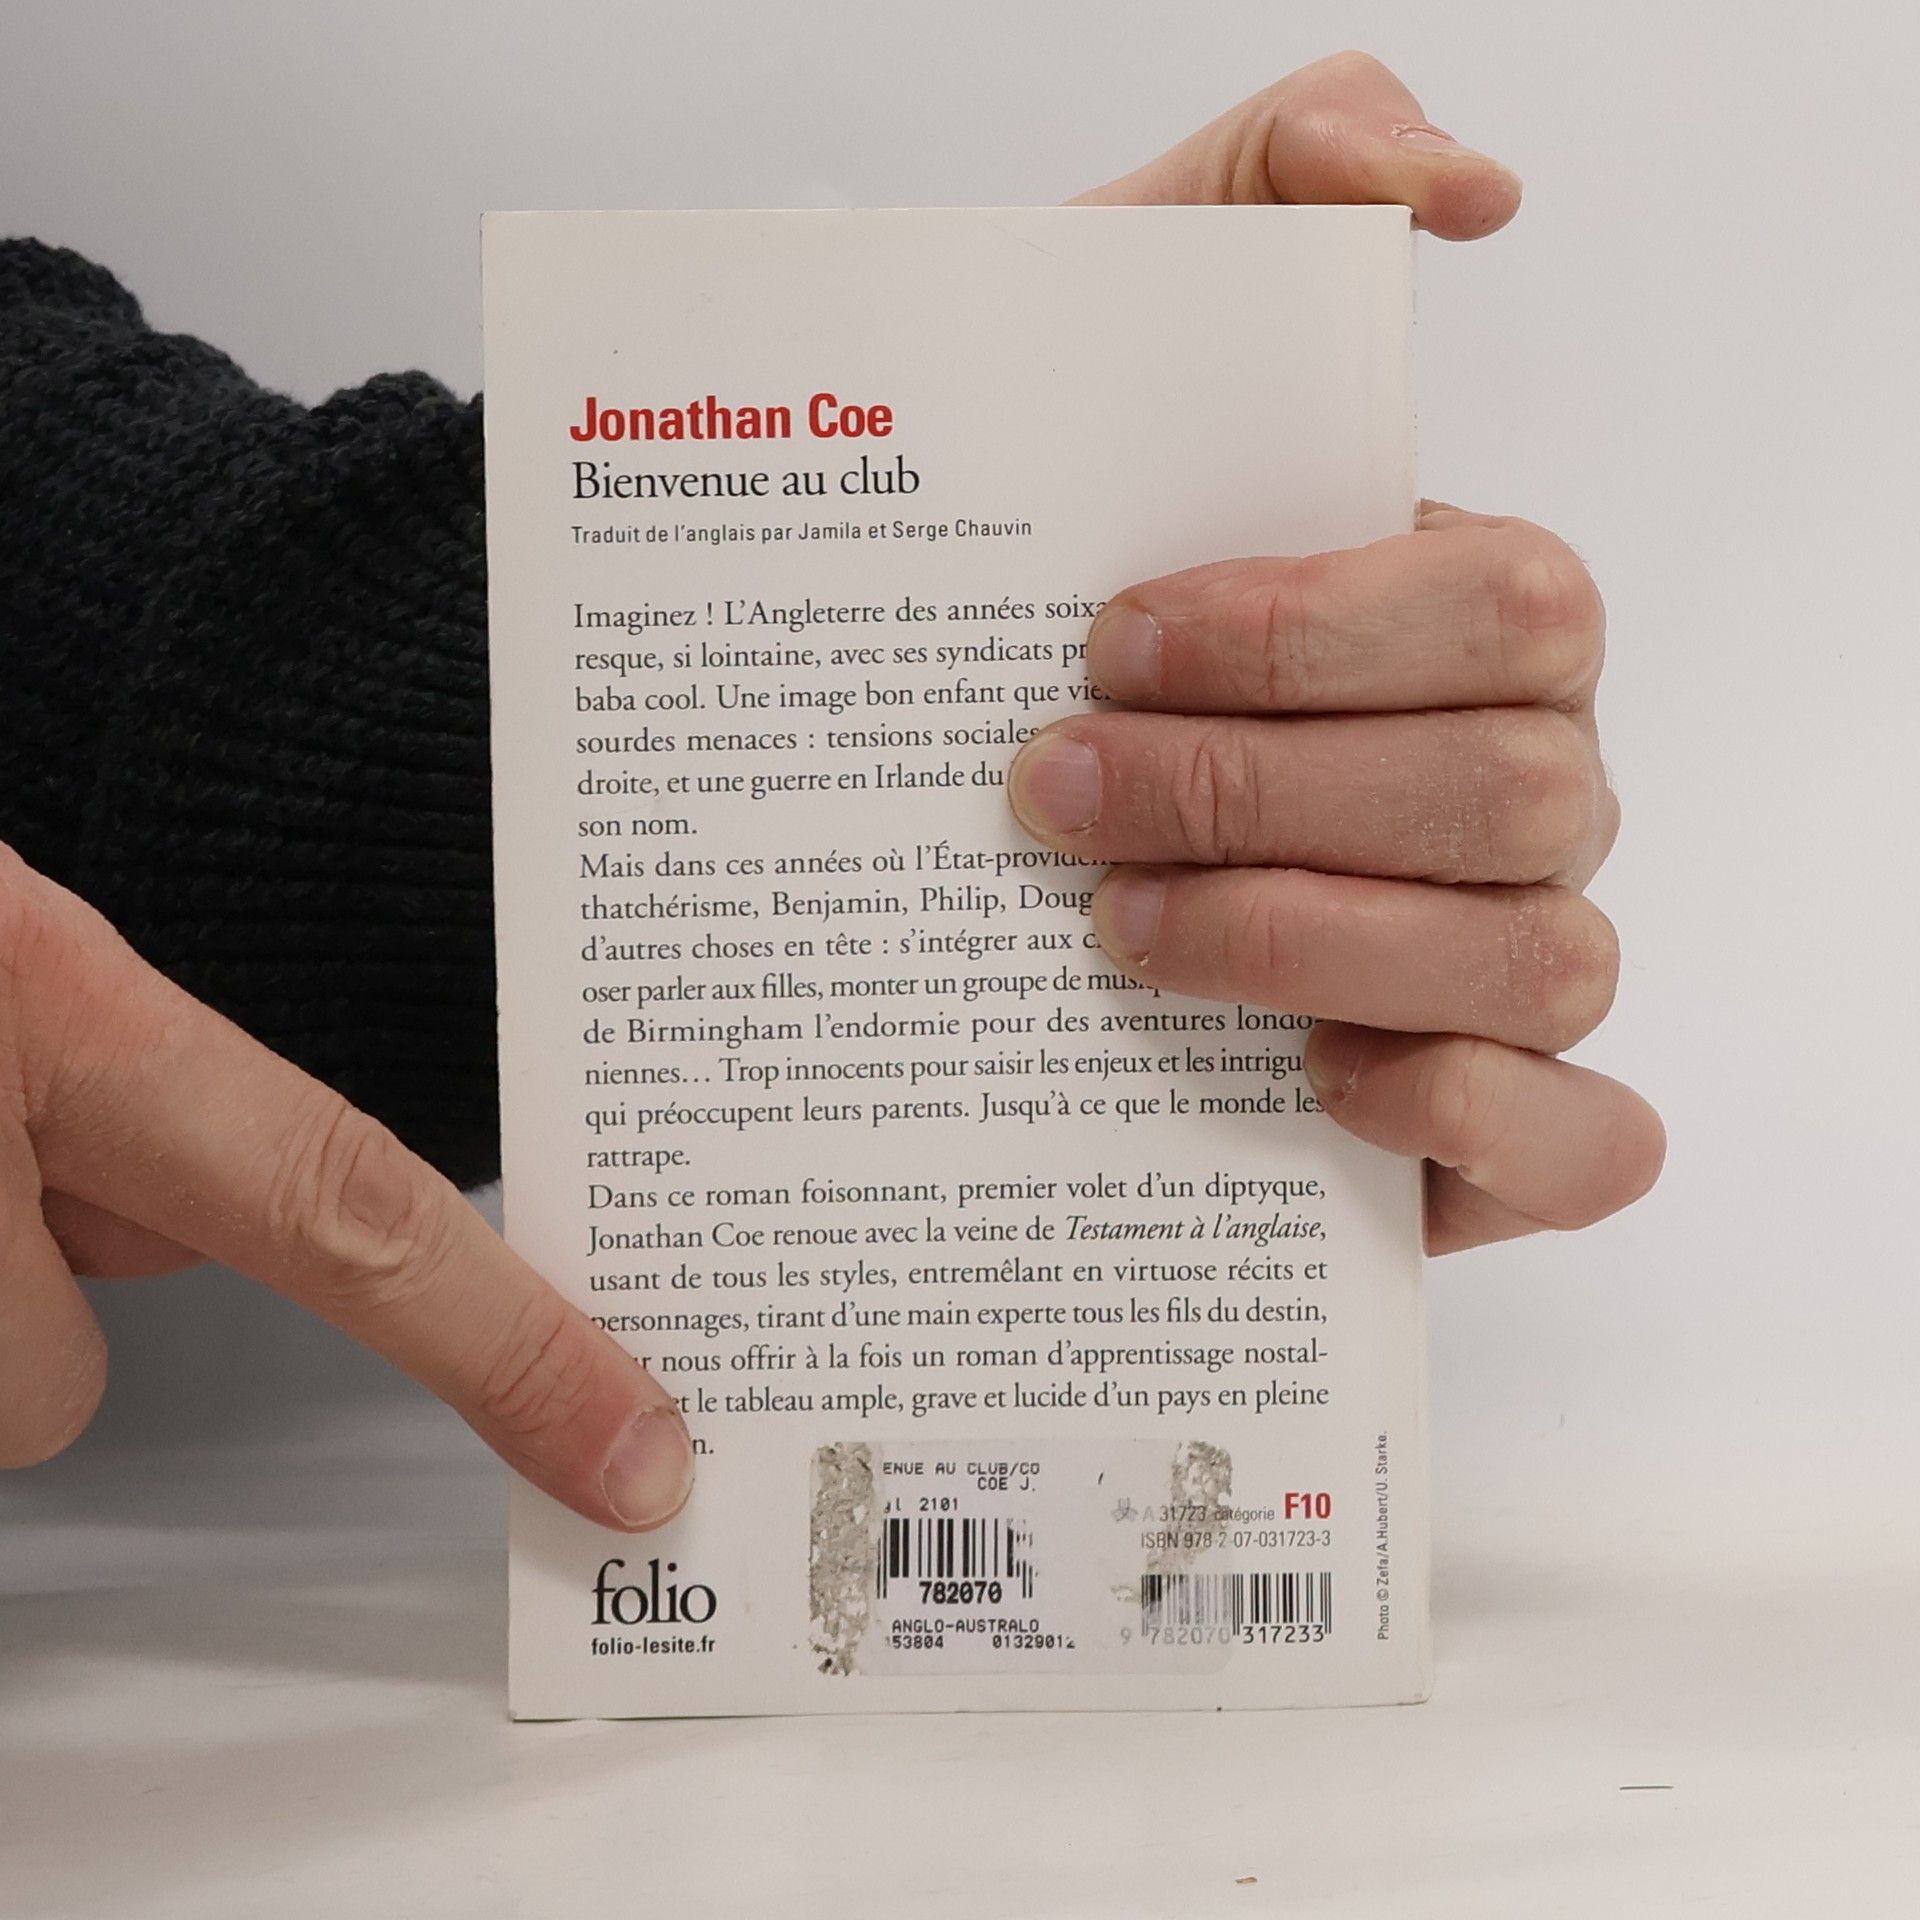 Jonathan Coe
Bienvenue au club
Traduit de l'anglais par Jamila et Serge Chauvin
Imaginez ! L'Angleterre des années
resque, si lointaine, avec ses syndicats
baba cool. Une image bon enfant que
sourdes menaces : tensions sociales
droite, et une guerre en Irlande du
son nom.
Mais dans ces années où
thatchérisme, Benjamin, Philip, Doug
d'autres choses en tête : s'intégrer aux
oser parler aux filles, monter un groupe de
de Birmingham l'endormie pour des aventures londo-
niennes… Trop innocents pour saisir les enjeux et les
qui préoccupent leurs parents. Jusqu'à ce que le monde les
rattrape.
Dans ce roman foisonnant, premier volet d'un diptyque,
Jonathan Coe renoue avec la veine de Testament à l'anglaise,
usant de tous les styles, entremêlant en virtuose récits et
personnages, tirant d'une main experte tous les fils du destin,
nous offrir à la fois un roman d'apprentissage nostal-
et le tableau ample, grave et lucide d'un pays en pleine
ENUE AU CLUB/CO
COE J.
2101
782070
ANGLO-AUSTRALO
53804 01329012
A 31723 catégorie F10
ISBN 978-2-07-031723-3
9 782070 317233
folio
folio-lesite.fr
Photo © Zefa/A.Hubert/U. Starke.